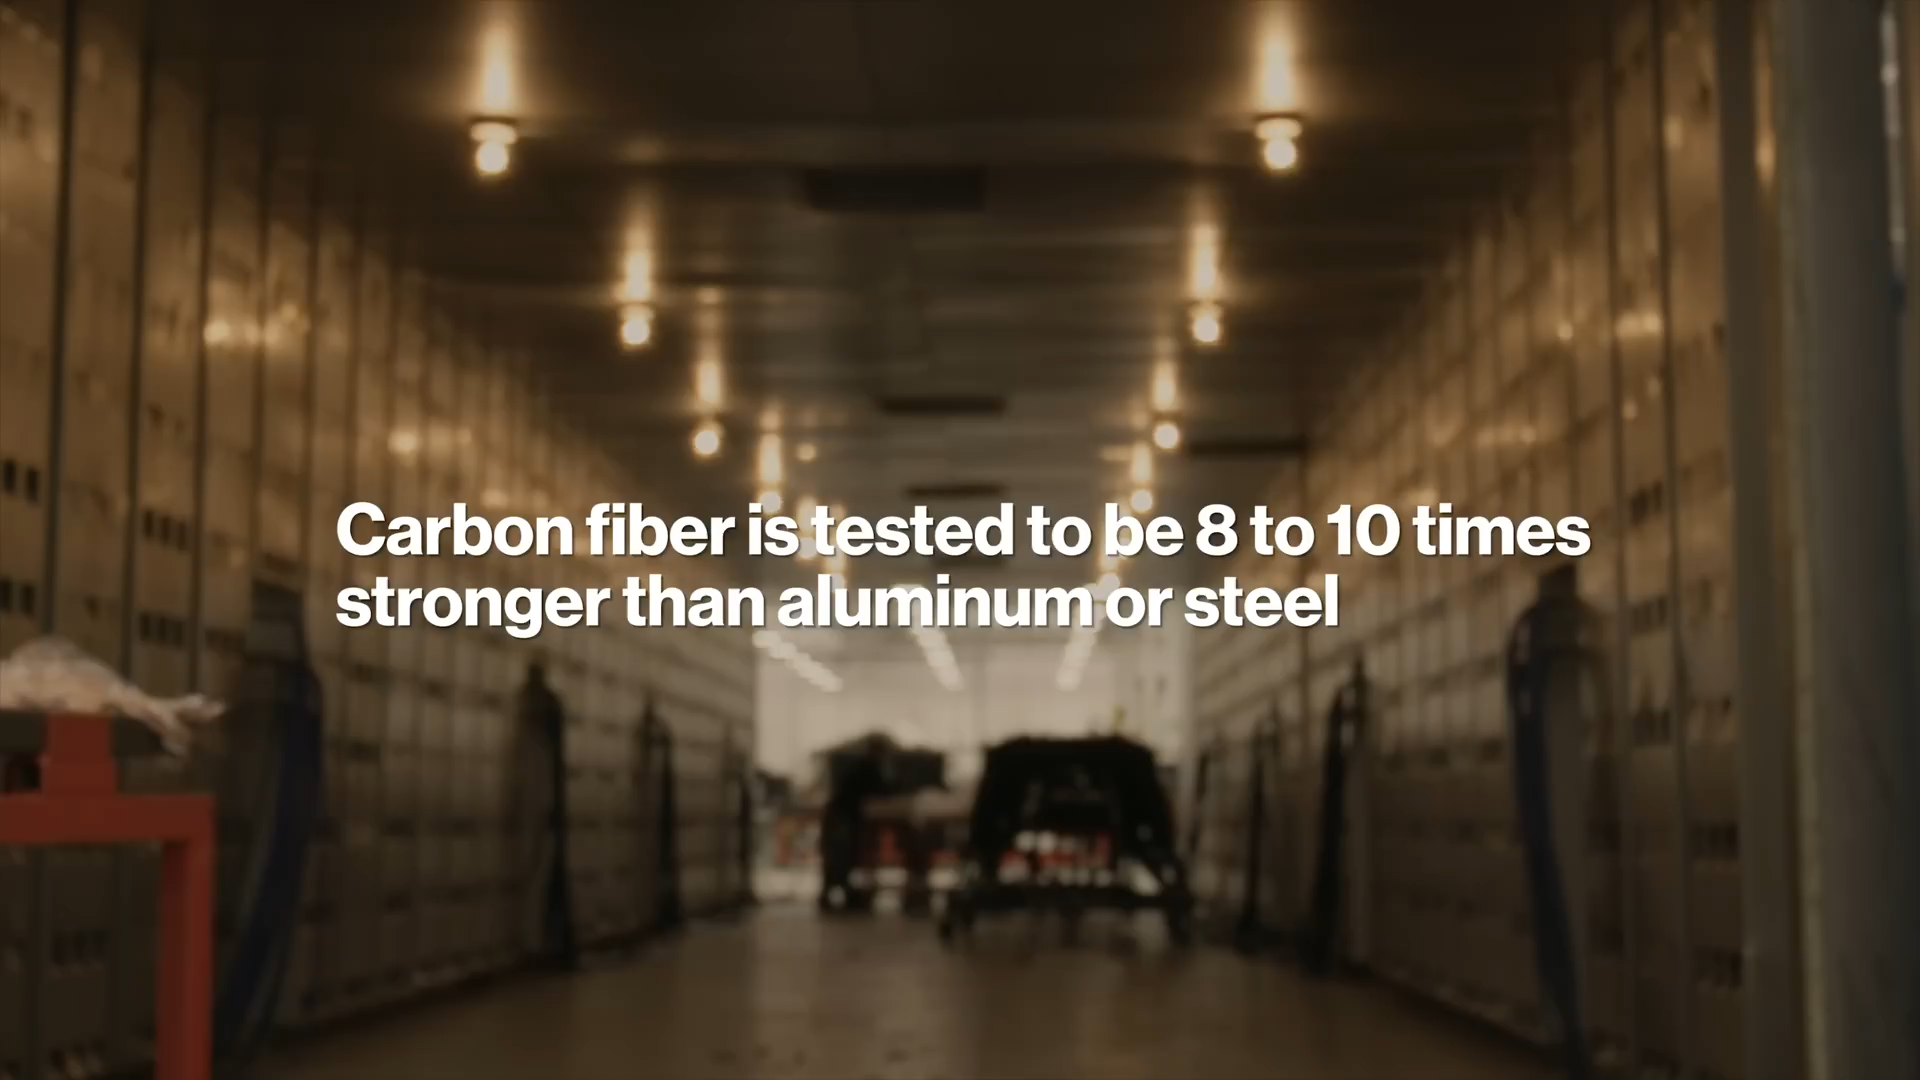 Carbon fiber is tested to be 8 to 10 times
stronger than aluminum or steel